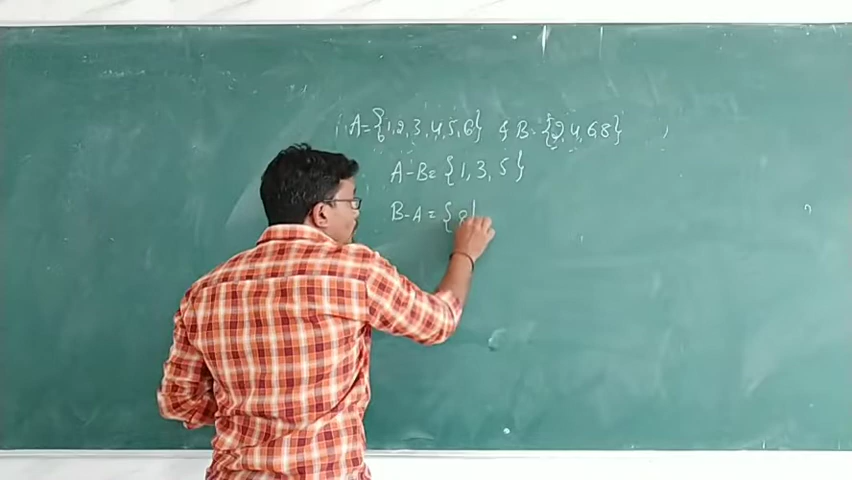 A={1,2,3,4,5,6} & B={2,4,6,8}
A-B={1,3,5}
B-A={8}